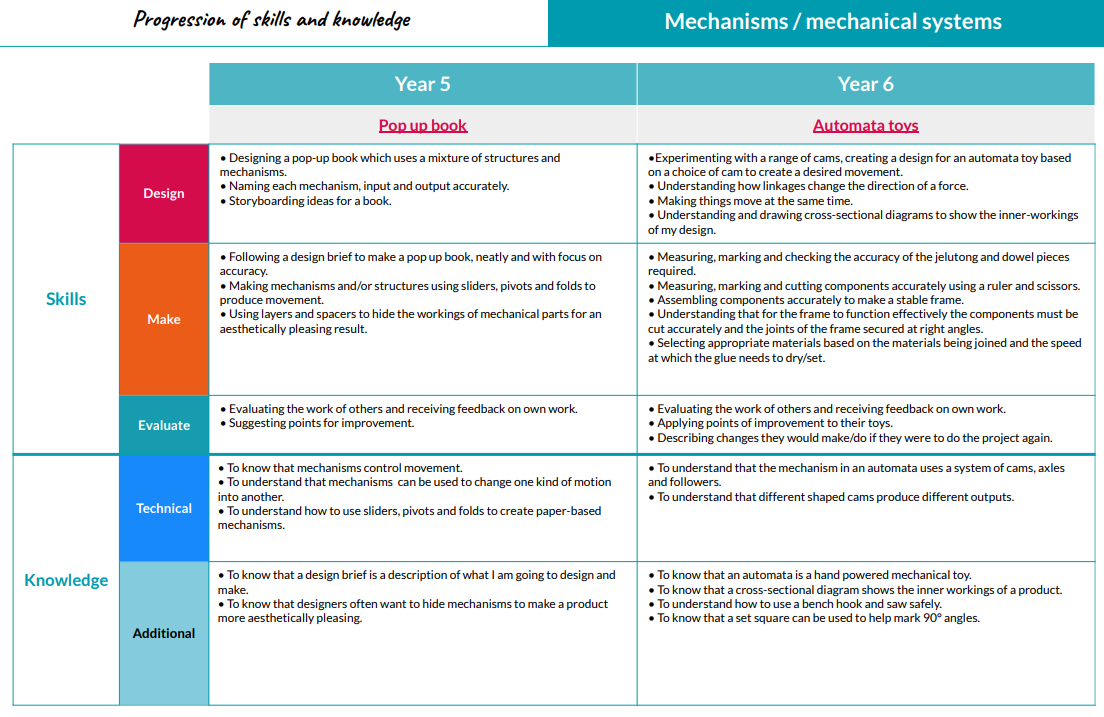 Progression of skills and knowledge
Mechanisms / mechanical systems
Year 5
Year 6
Pop up book
Automata toys
Skills
Design
• Designing a pop-up book which uses a mixture of structures and
mechanisms.
• Naming each mechanism, input and output accurately.
• Storyboarding ideas for a book.
•Experimenting with a range of cams, creating a design for an automata toy based
on a choice of cam to create a desired movement.
• Understanding how linkages change the direction of a force.
• Making things move at the same time.
• Understanding and drawing cross-sectional diagrams to show the inner-workings
of my design.
Make
• Following a design brief to make a pop up book, neatly and with focus on
accuracy.
• Making mechanisms and/or structures using sliders, pivots and folds to
produce movement.
• Using layers and spacers to hide the workings of mechanical parts for an
aesthetically pleasing result.
• Measuring, marking and checking the accuracy of the jelutong and dowel pieces
required.
• Measuring, marking and cutting components accurately using a ruler and scissors.
• Assembling components accurately to make a stable frame.
• Understanding that for the frame to function effectively the components must be
cut accurately and the joints of the frame secured at right angles.
• Selecting appropriate materials based on the materials being joined and the speed
at which the glue needs to dry/set.
Evaluate
• Evaluating the work of others and receiving feedback on own work.
• Suggesting points for improvement.
• Evaluating the work of others and receiving feedback on own work.
• Applying points of improvement to their toys.
• Describing changes they would make/do if they were to do the project again.
Knowledge
Technical
• To know that mechanisms control movement.
• To understand that mechanisms can be used to change one kind of motion
into another.
• To understand how to use sliders, pivots and folds to create paper-based
mechanisms.
• To understand that the mechanism in an automata uses a system of cams, axles
and followers.
• To understand that different shaped cams produce different outputs.
Additional
• To know that a design brief is a description of what I am going to design and
make.
• To know that designers often want to hide mechanisms to make a product
more aesthetically pleasing.
• To know that an automata is a hand powered mechanical toy.
• To know that a cross-sectional diagram shows the inner workings of a product.
• To understand how to use a bench hook and saw safely.
• To know that a set square can be used to help mark 90° angles.